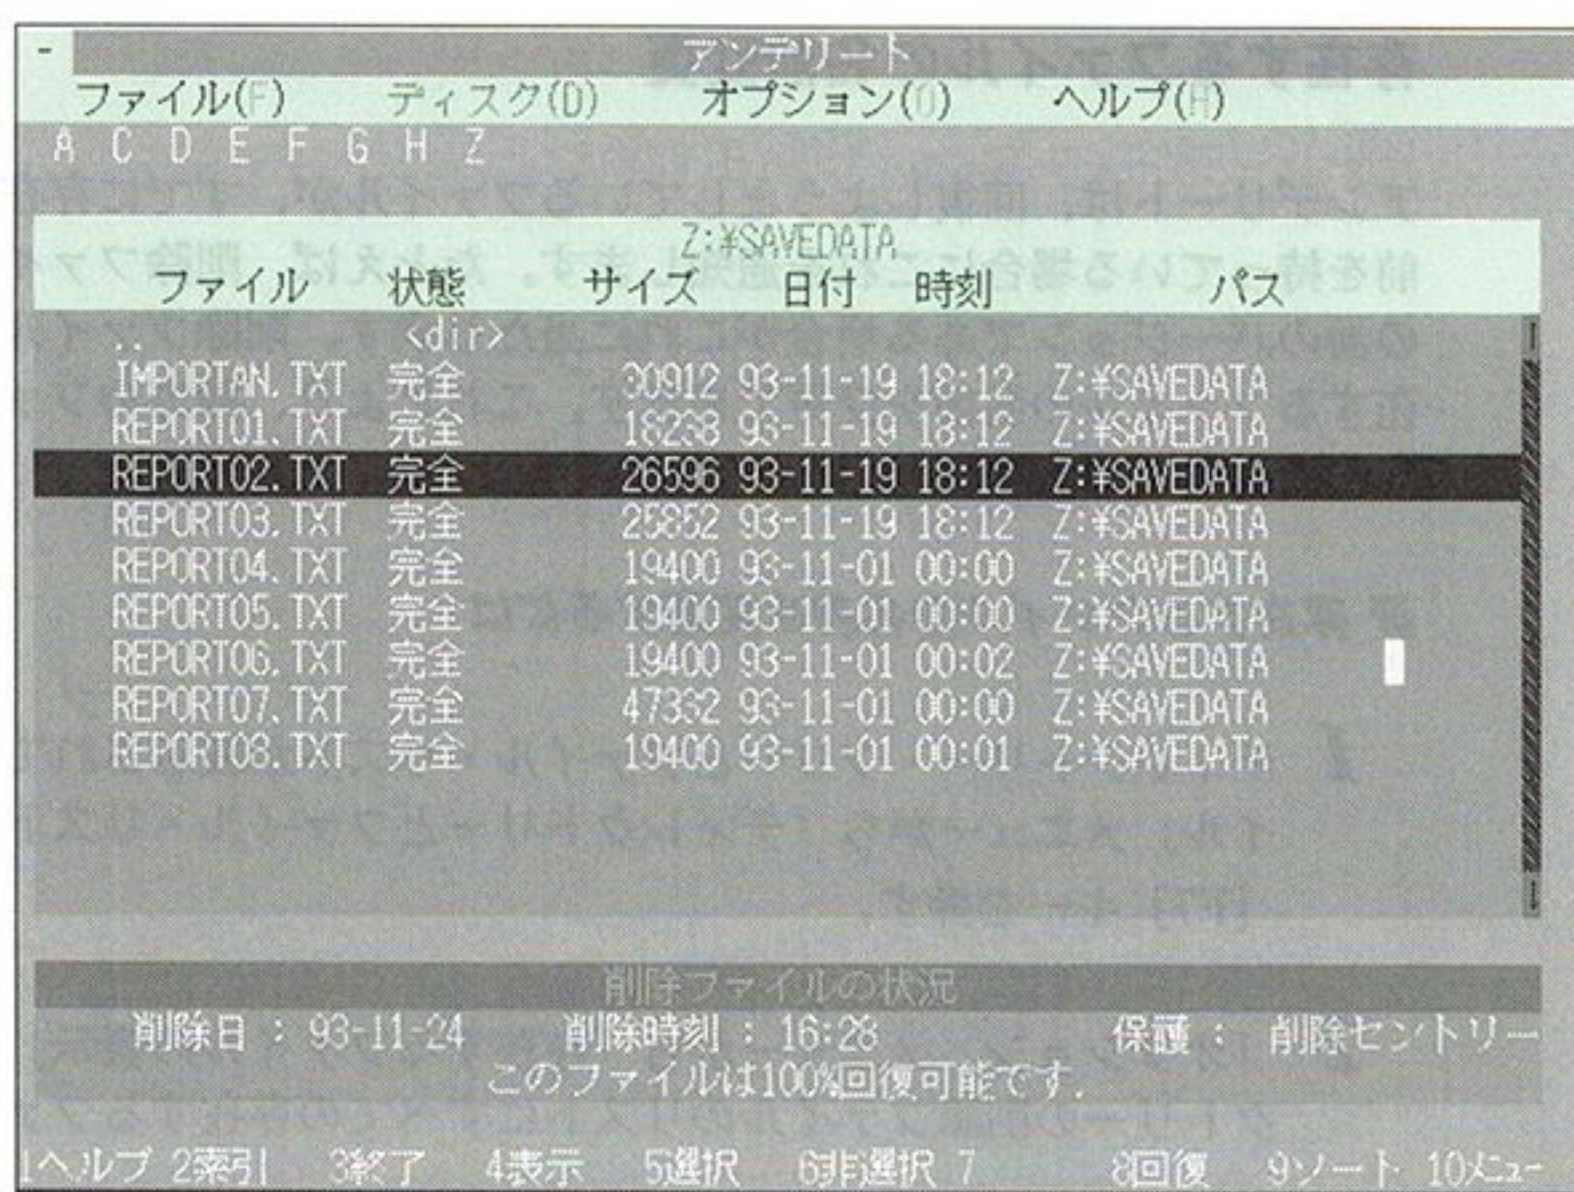 - アンデリート
ファイル(F) ディスク(D) オプション(O) ヘルプ(H)
A C D E F G H Z
Z:¥SAVEDATA
ファイル 状態 サイズ 日付 時刻 パス
.. <dir>
IMPORTAN.TXT 完全 30912 93-11-19 18:12 Z:¥SAVEDATA
REPORT01.TXT 完全 18238 93-11-19 18:12 Z:¥SAVEDATA
REPORT02.TXT 完全 26596 93-11-19 18:12 Z:¥SAVEDATA
REPORT03.TXT 完全 25852 93-11-19 18:12 Z:¥SAVEDATA
REPORT04.TXT 完全 19400 93-11-01 00:00 Z:¥SAVEDATA
REPORT05.TXT 完全 19400 93-11-01 00:00 Z:¥SAVEDATA
REPORT06.TXT 完全 19400 93-11-01 00:02 Z:¥SAVEDATA
REPORT07.TXT 完全 47332 93-11-01 00:00 Z:¥SAVEDATA
REPORT08.TXT 完全 19400 93-11-01 00:01 Z:¥SAVEDATA
削除ファイルの状況
削除日 : 93-11-24 削除時刻 : 16:28 保護 : 削除セントリー
このファイルは100%回復可能です.
1ヘルプ 2索引 3終了 4表示 5選択 6非選択 7 8回復 9ソート 10メニュー